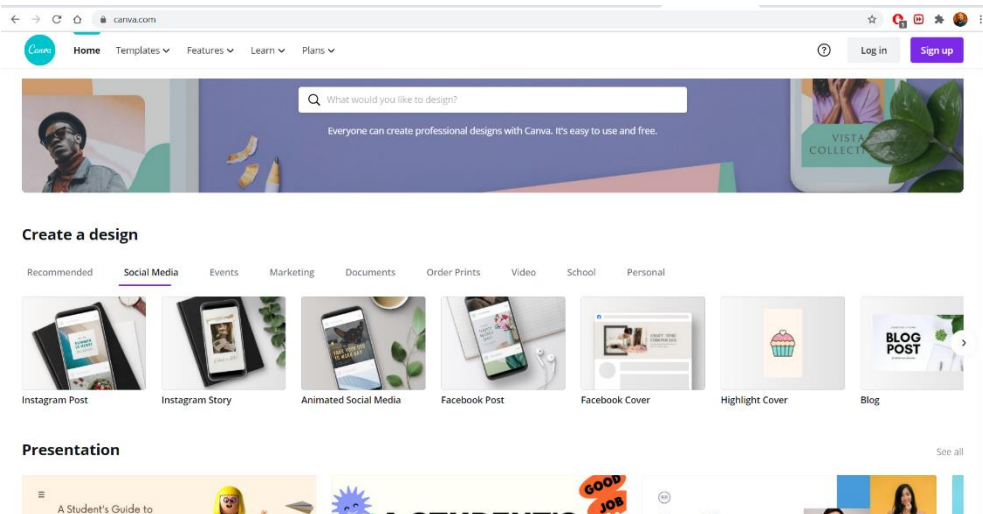 canva.com
1
Canva
Home Templates Features Learn Plans
Log in Sign up
What would you like to design?
Everyone can create professional designs with Canva. It's easy to use and free.
VISTA
COLLECTI
Create a design
Recommended Social Media Events Marketing Documents Order Prints Video School Personal
BLOG
POST
Instagram Post Instagram Story Animated Social Media Facebook Post Facebook Cover Highlight Cover Blog
Presentation See all
A Student's Guide to
A STUDENT'S
GOOD
JOB